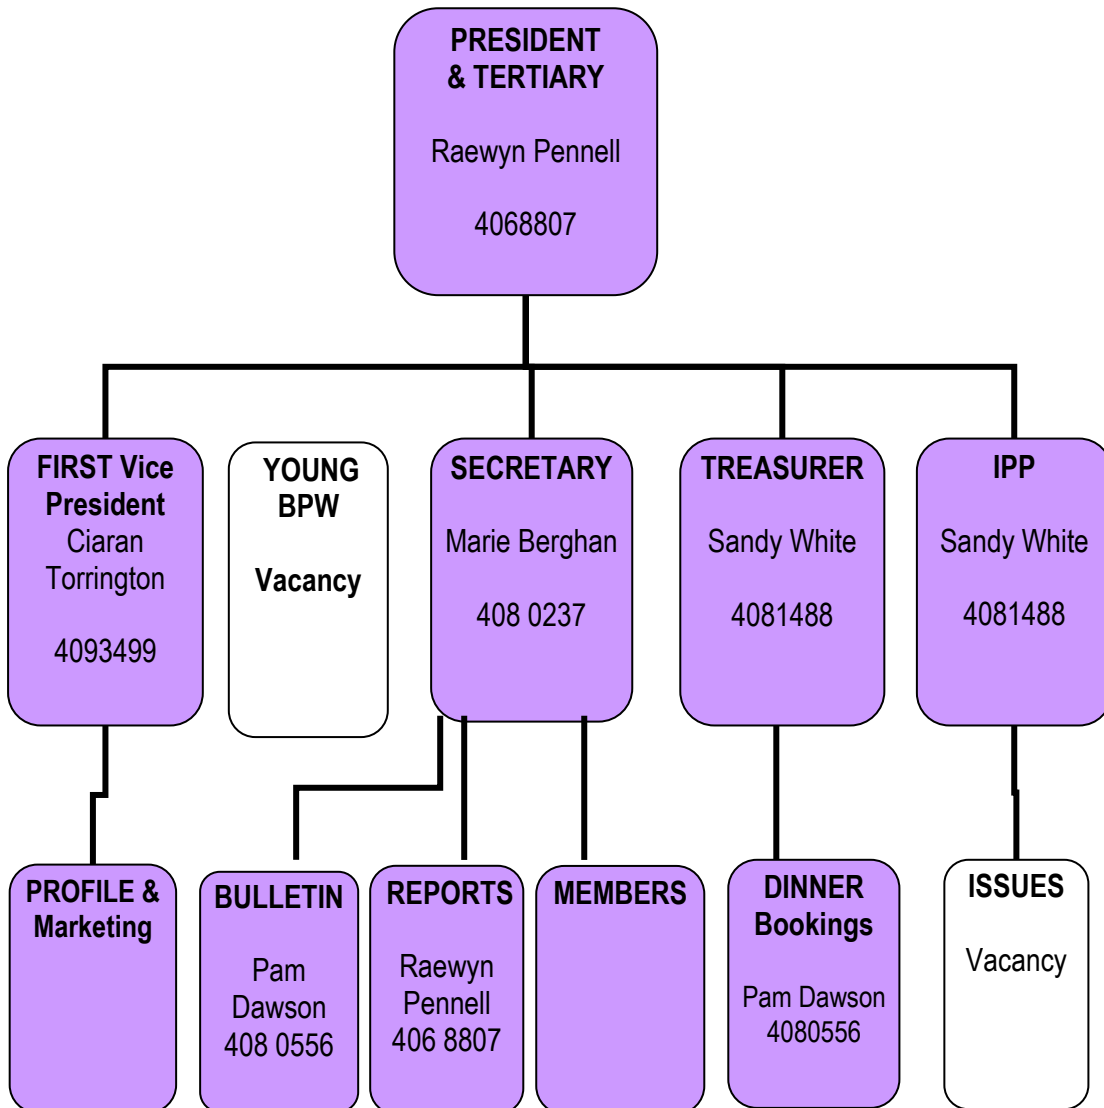 PRESIDENT
& TERTIARY
Raewyn Pennell
4068807
FIRST Vice
President
Ciaran
Torrington
4093499
YOUNG
BPW
Vacancy
SECRETARY
Marie Berghan
408 0237
TREASURER
Sandy White
4081488
IPP
Sandy White
4081488
PROFILE &
Marketing
BULLETIN
Pam
Dawson
408 0556
REPORTS
Raewyn
Pennell
406 8807
MEMBERS
DINNER
Bookings
Pam Dawson
4080556
ISSUES
Vacancy